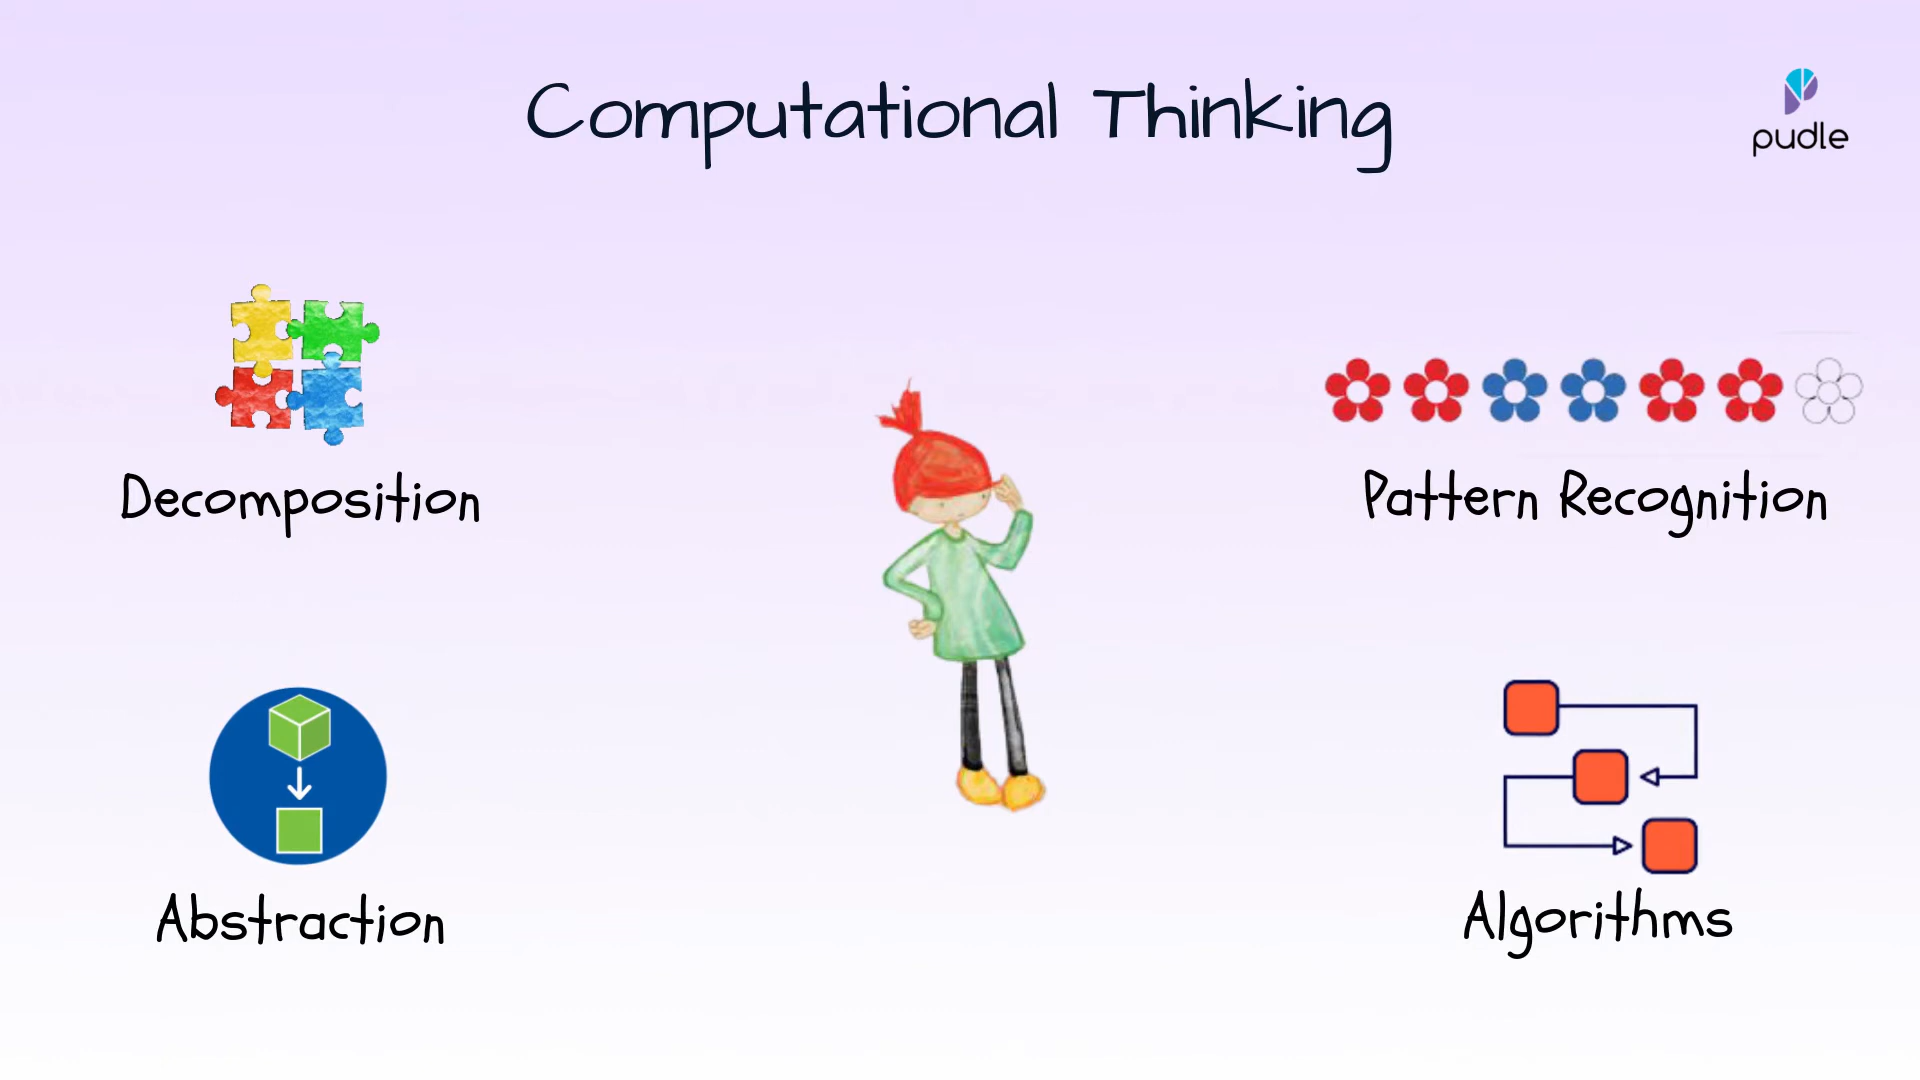 Computational Thinking
pudle
Decomposition
Pattern Recognition
Abstraction
Algorithms